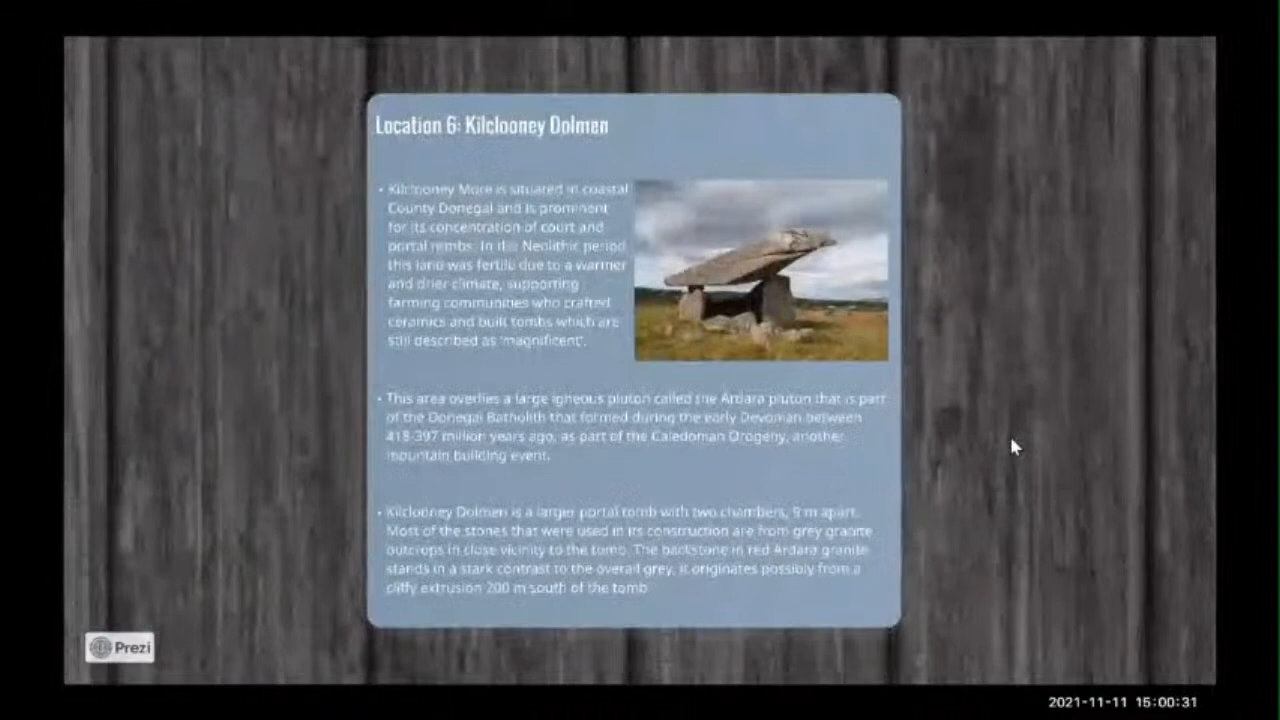 Location 6: Kilclooney Dolmen
• Kilclooney More is situated in coastal
County Donegal and is prominent
for its concentration of court and
portal tombs. In the Neolithic period
this land was fertile due to a warmer
and drier climate, supporting
farming communities who crafted
ceramics and built tombs which are
still described as 'magnificent'.
• This area overlies a large igneous pluton called the Ardara pluton that is part
of the Donegal Batholith that formed during the early Devonian between
418-397 million years ago, as part of the Caledonian Orogeny, another
mountain building event.
• Kilclooney Dolmen is a larger portal tomb with two chambers, 9 m apart.
Most of the stones that were used in its construction are from grey granite
outcrops in close vicinity to the tomb. The backstone in red Ardara granite
stands in a stark contrast to the overall grey. It originates possibly from a
cliffy extrusion 200 m south of the tomb
Prezi
2021-11-11 15:00:31